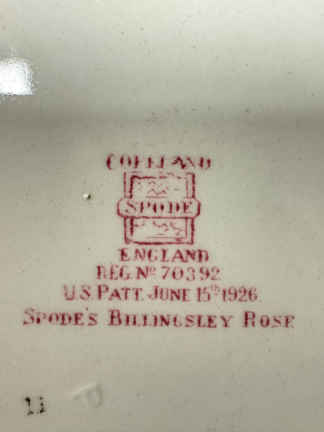 COPELAND
SPODE
ENGLAND
REG. Nº 70392
U.S. PATT. JUNE 15th 1926.
SPODE'S BILLINGSLEY ROSE